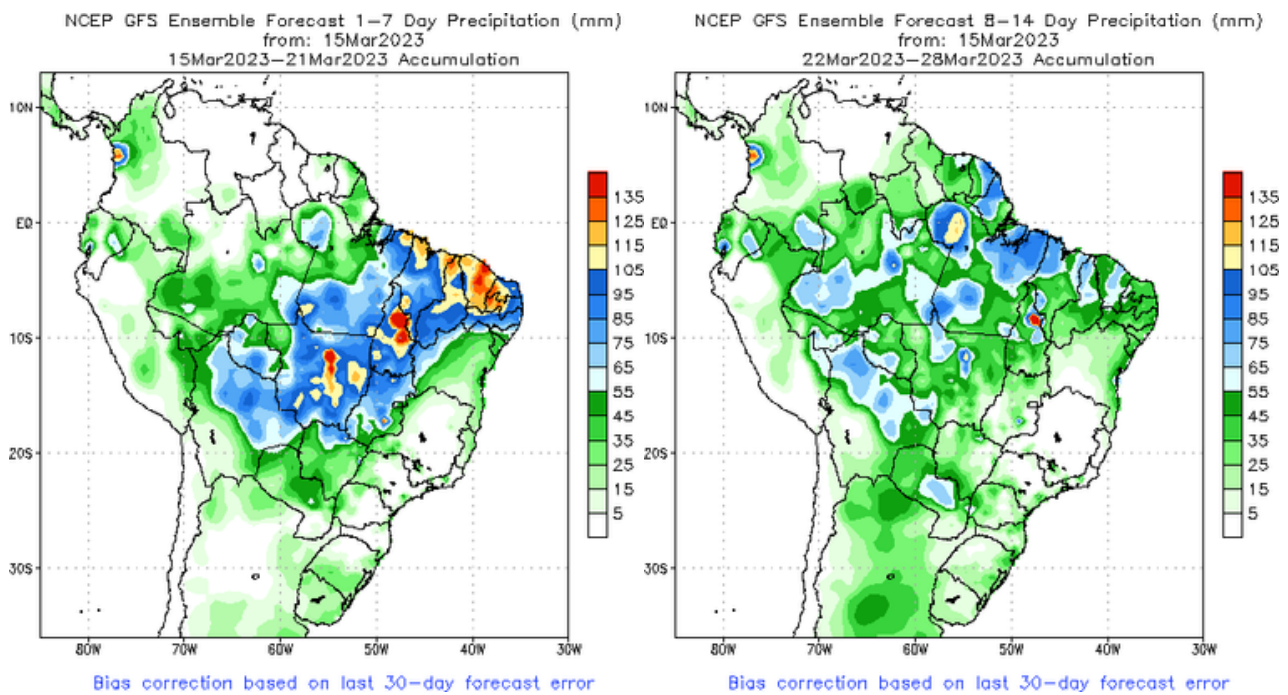 NCEP GFS Ensemble Forecast 1–7 Day Precipitation (mm)
from: 15Mar2023
15Mar2023–21Mar2023 Accumulation
10N
EQ
10S
20S
30S
80W
70W
60W
50W
40W
30W
135
125
115
105
95
85
75
65
55
45
35
25
15
5
Bias correction based on last 30–day forecast error
NCEP GFS Ensemble Forecast 8–14 Day Precipitation (mm)
from: 15Mar2023
22Mar2023–28Mar2023 Accumulation
10N
EQ
10S
20S
30S
80W
70W
60W
50W
40W
30W
135
125
115
105
95
85
75
65
55
45
35
25
15
5
Bias correction based on last 30–day forecast error